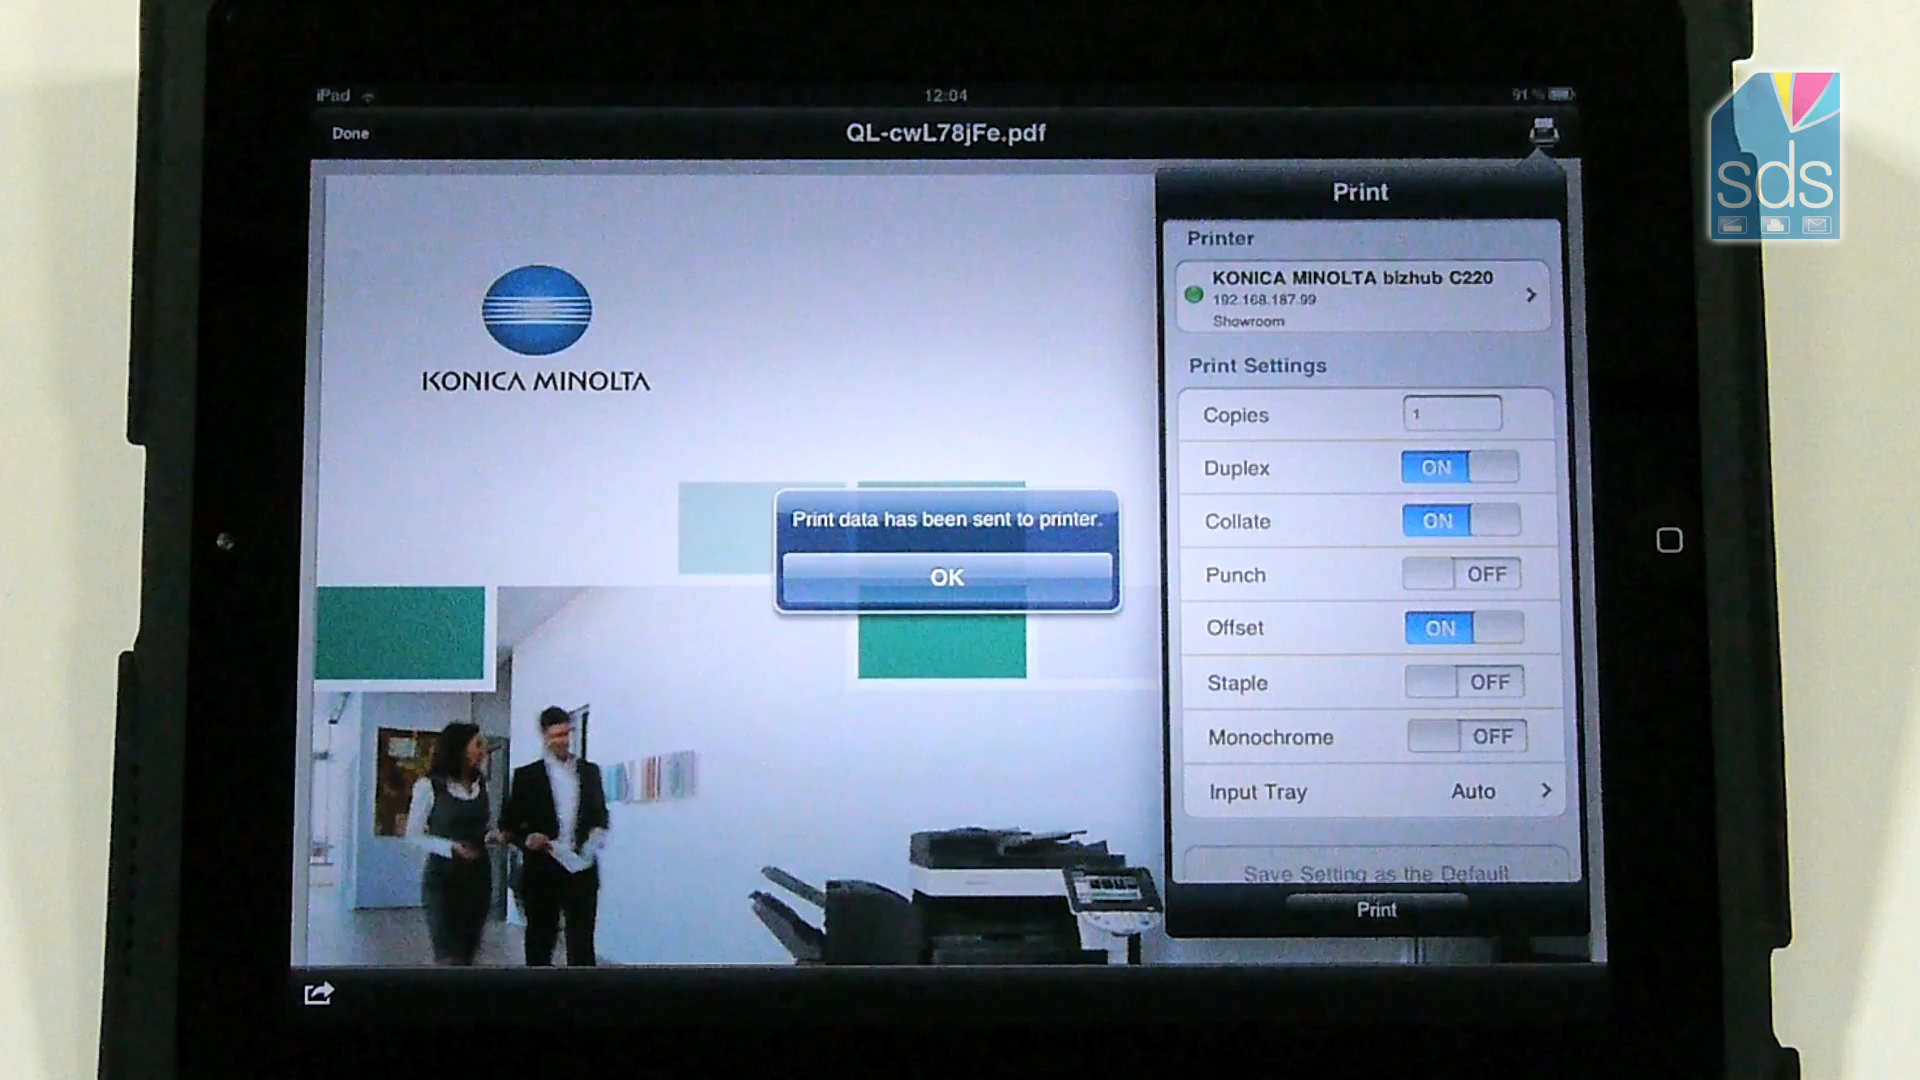 iPad
12:04
91 %
Done
QL-cwL78jFe.pdf
sds
KONICA MINOLTA
Print data has been sent to printer.
OK
Print
Printer
KONICA MINOLTA bizhub C220
192.168.187.99
Showroom
Print Settings
Copies 1
Duplex ON
Collate ON
Punch OFF
Offset ON
Staple OFF
Monochrome OFF
Input Tray Auto
Save Setting as the Default
Print